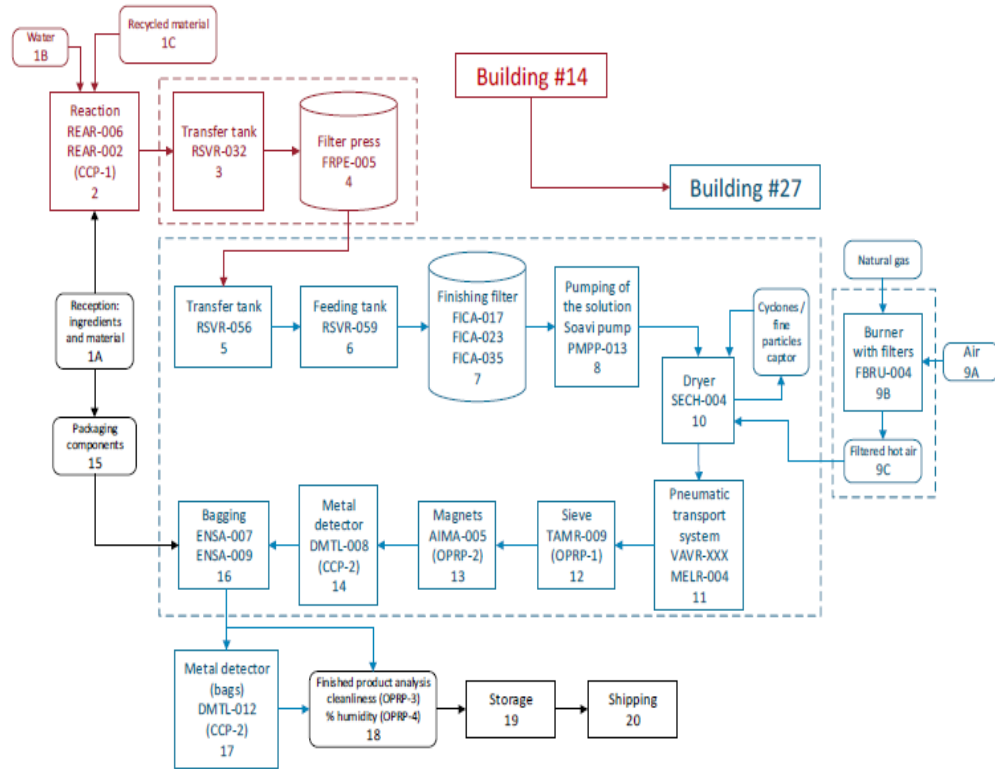 Water
1B
Recycled material
1C
Building #14
Reaction
REAR-006
REAR-002
(CCP-1)
2
Transfer tank
RSVR-032
3
Filter press
FRPE-005
4
Building #27
Reception:
ingredients
and material
1A
Transfer tank
RSVR-056
5
Feeding tank
RSVR-059
6
Finishing filter
FICA-017
FICA-023
FICA-035
7
Pumping of
the solution
Soavi pump
PMPP-013
8
Cyclones /
fine
particles
captor
Natural gas
Burner
with filters
FBRU-004
9B
Air
9A
Dryer
SECH-004
10
Filtered hot air
9C
Packaging
components
15
Bagging
ENSA-007
ENSA-009
16
Metal
detector
DMTL-008
(CCP-2)
14
Magnets
AIMA-005
(OPRP-2)
13
Sieve
TAMR-009
(OPRP-1)
12
Pneumatic
transport
system
VAVR-XXX
MELR-004
11
Metal detector
(bags)
DMTL-012
(CCP-2)
17
Finished product analysis
cleanliness (OPRP-3)
% humidity (OPRP-4)
18
Storage
19
Shipping
20